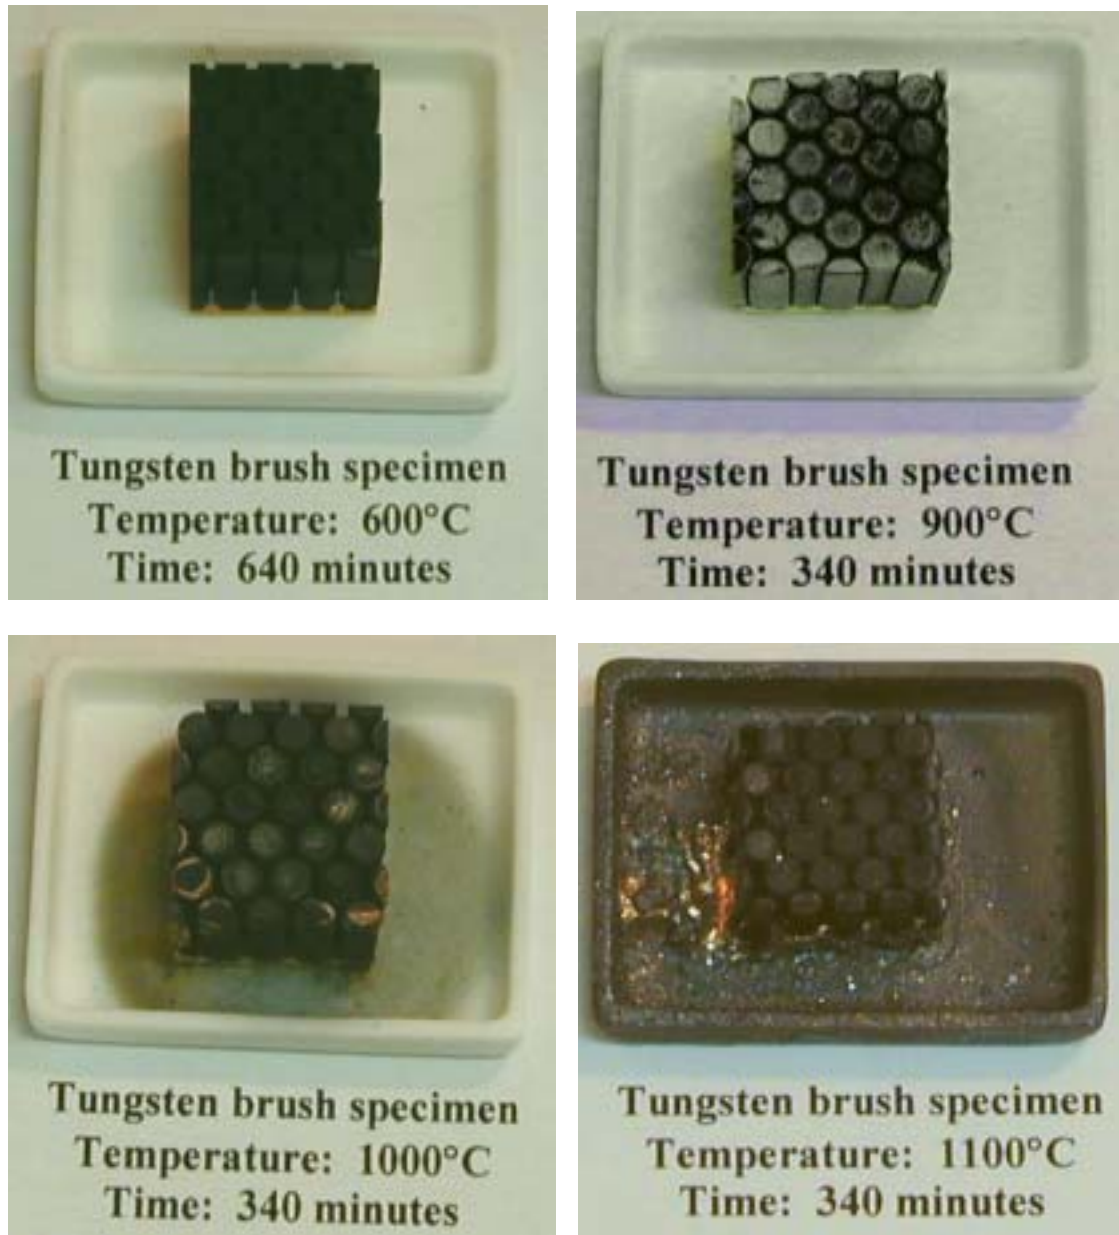 Tungsten brush specimen
Temperature: 600°C
Time: 640 minutes
Tungsten brush specimen
Temperature: 900°C
Time: 340 minutes
Tungsten brush specimen
Temperature: 1000°C
Time: 340 minutes
Tungsten brush specimen
Temperature: 1100°C
Time: 340 minutes